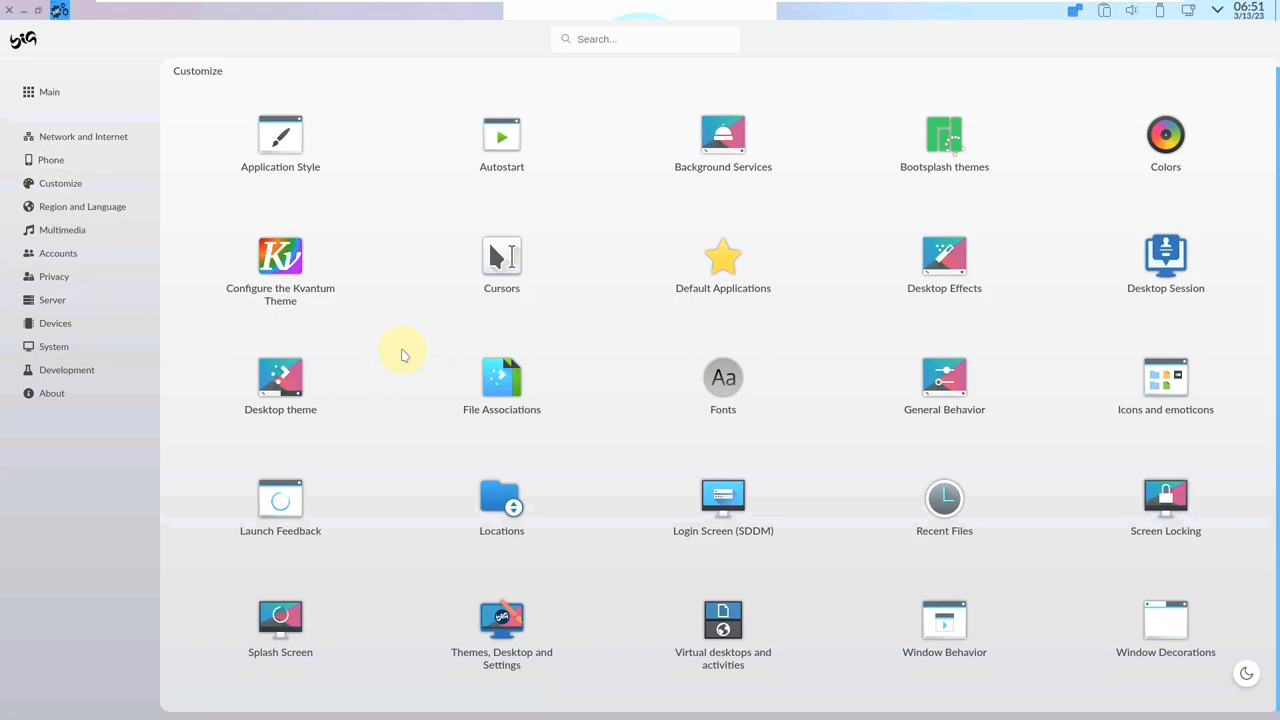 06:51
3/13/23
BiG
Search...
Customize
Main
Network and Internet
Phone
Customize
Region and Language
Multimedia
Accounts
Privacy
Server
Devices
System
Development
About
Application Style
Autostart
Background Services
Bootsplash themes
Colors
Kv
Configure the Kvantum
Theme
Cursors
Default Applications
Desktop Effects
Desktop Session
Desktop theme
File Associations
Aa
Fonts
General Behavior
Icons and emoticons
Launch Feedback
Locations
Login Screen (SDDM)
Recent Files
Screen Locking
Splash Screen
BiG
Themes, Desktop and
Settings
Virtual desktops and
activities
Window Behavior
Window Decorations